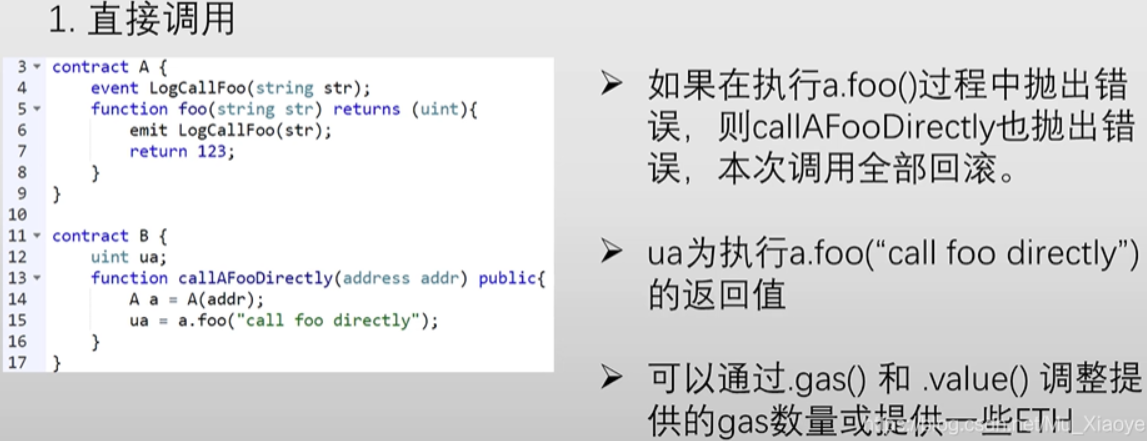 1. 直接调用
3 contract A {
4 event LogCallFoo(string str);
5 function foo(string str) returns (uint){
6 emit LogCallFoo(str);
7 return 123;
8 }
9 }
10
11 contract B {
12 uint ua;
13 function callAFooDirectly(address addr) public{
14 A a = A(addr);
15 ua = a.foo("call foo directly");
16 }
17 }
➢ 如果在执行a.foo()过程中抛出错
误，则callAFooDirectly也抛出错
误，本次调用全部回滚。
➢ ua为执行a.foo(“call foo directly”)
的返回值
➢ 可以通过.gas() 和 .value() 调整提
供的gas数量或提供一些ETH
blog.csdn.net/Mu_Xiaoye